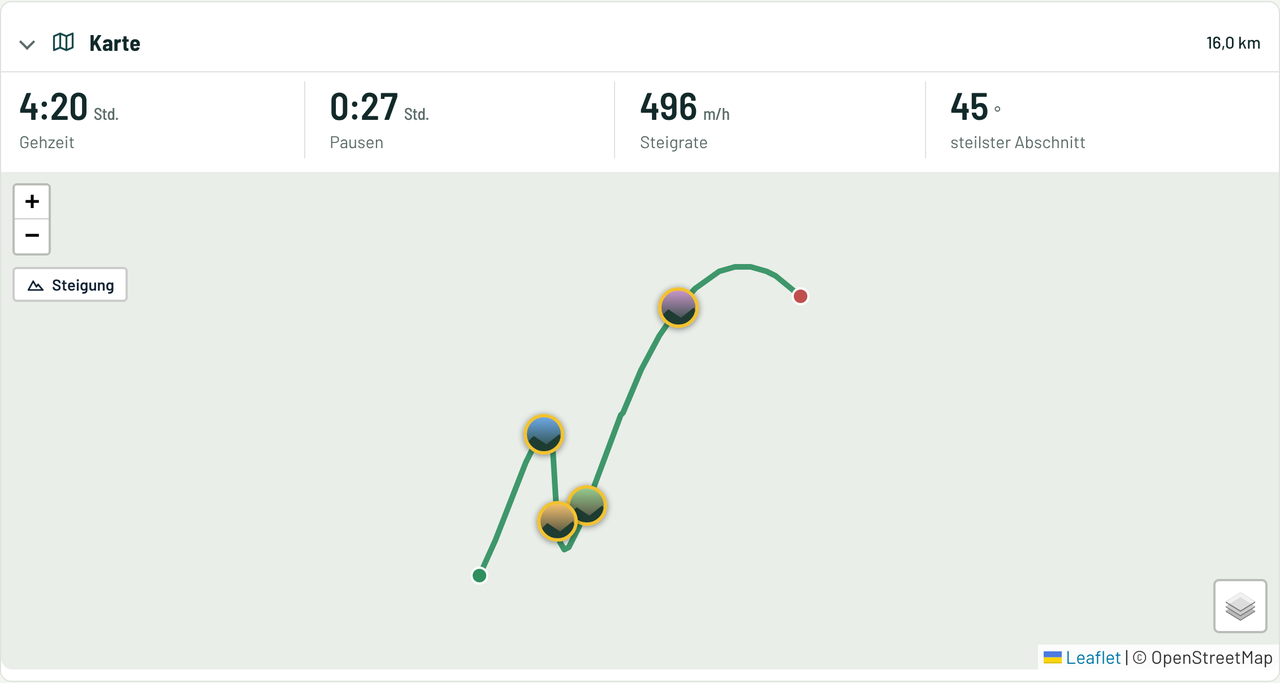 Karte
16,0 km
4:20 Std.
Gehzeit
0:27 Std.
Pausen
496 m/h
Steigrate
45 °
steilster Abschnitt
+
−
Steigung
Leaflet | © OpenStreetMap